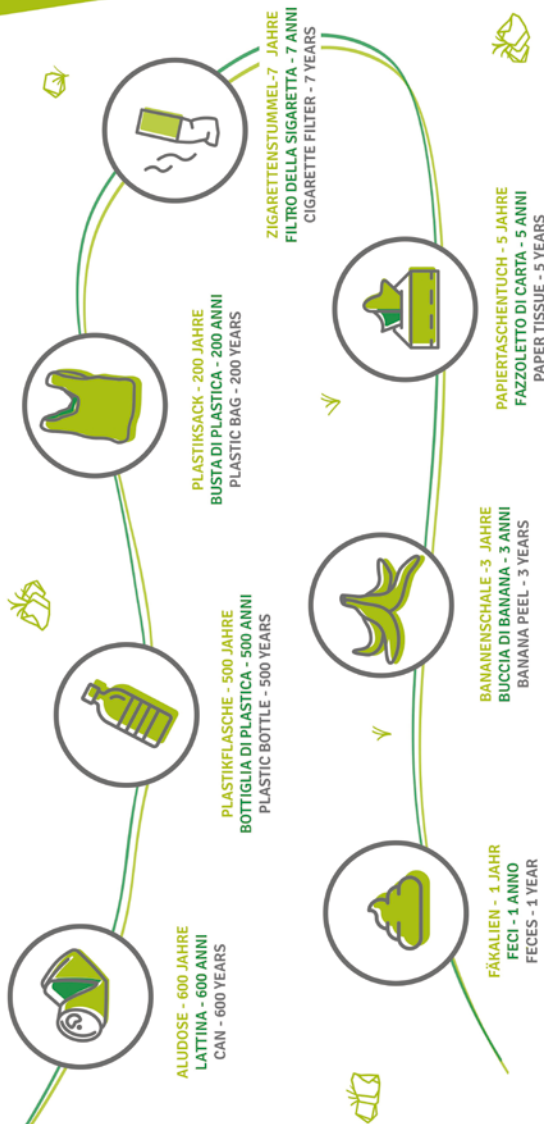 ALUDOSE - 600 JAHRE
LATTINA - 600 ANNI
CAN - 600 YEARS
PLASTIKFLASCHE - 500 JAHRE
BOTTIGLIA DI PLASTICA - 500 ANNI
PLASTIC BOTTLE - 500 YEARS
PLASTIKSACK - 200 JAHRE
BUSTA DI PLASTICA - 200 ANNI
PLASTIC BAG - 200 YEARS
ZIGARETTENSTUMMEL-7 JAHRE
FILTRO DELLA SIGARETTA - 7 ANNI
CIGARETTE FILTER - 7 YEARS
FÄKALIEN - 1 JAHR
FECI - 1 ANNO
FECES - 1 YEAR
BANANENSCHALE -3 JAHRE
BUCCIA DI BANANA - 3 ANNI
BANANA PEEL - 3 YEARS
PAPIERTASCHENTUCH - 5 JAHRE
FAZZOLETTO DI CARTA - 5 ANNI
PAPER TISSUE - 5 YEARS